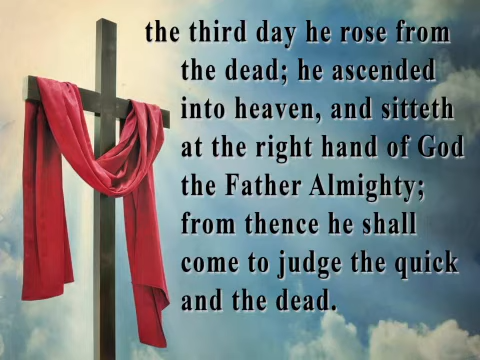 the third day he rose from
the dead; he ascended
into heaven, and sitteth
at the right hand of God
the Father Almighty;
from thence he shall
come to judge the quick
and the dead.